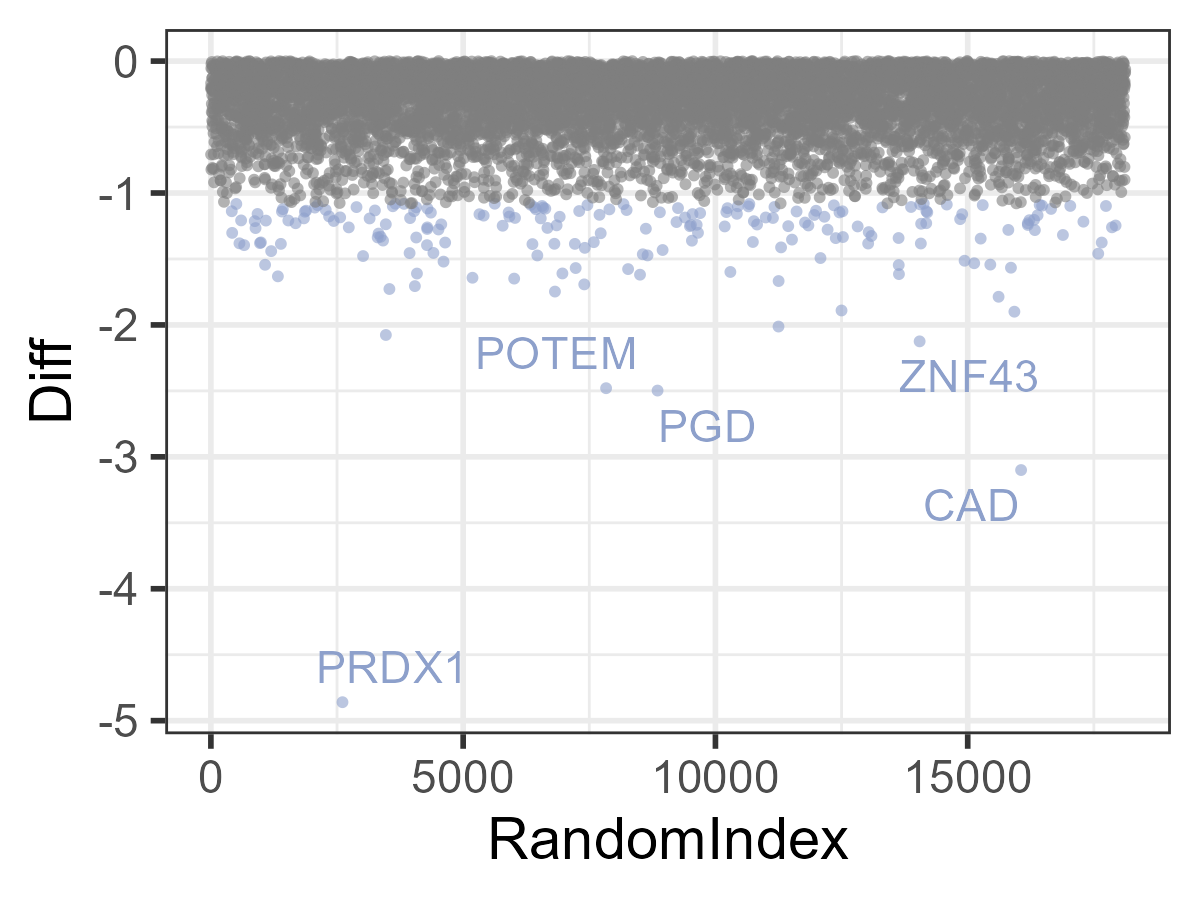 0
-1
-2
-3
-4
-5
Diff
POTEM
ZNF43
PGD
CAD
PRDX1
0
5000
10000
15000
RandomIndex